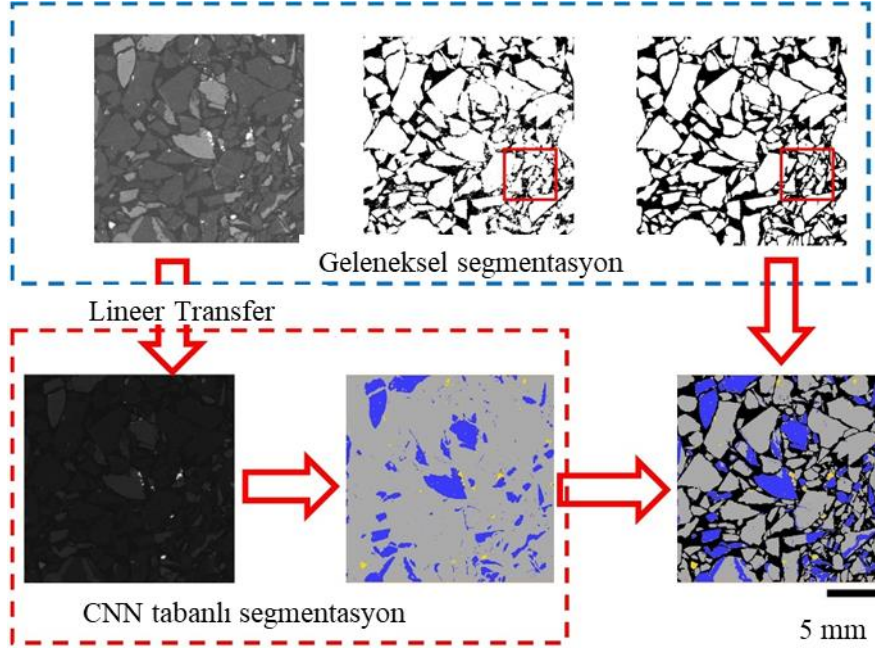 Geleneksel segmentasyon
Lineer Transfer
CNN tabanlı segmentasyon
5 mm